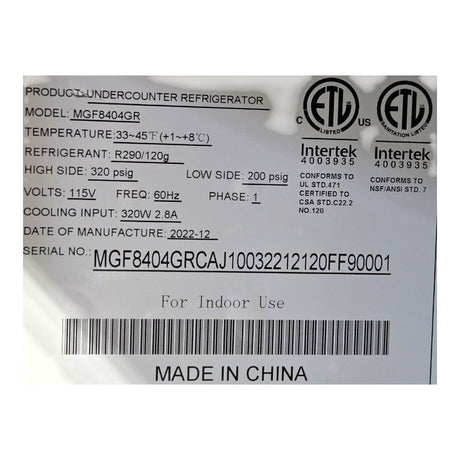 PRODUCT: UNDERCOUNTER REFRIGERATOR
MODEL: MGF8404GR
TEMPERATURE: 33~45℉(+1~+8℃)
REFRIGERANT: R290/120g
HIGH SIDE: 320 psig LOW SIDE: 200 psig
VOLTS: 115V FREQ: 60Hz PHASE: 1
COOLING INPUT: 320W 2.8A
DATE OF MANUFACTURE: 2022-12
SERIAL NO.: MGF8404GRCAJ10032212120FF90001
For Indoor Use
MADE IN CHINA
C ETL US
LISTED
Intertek
4003935
CONFORMS TO
UL STD.471
CERTIFIED TO
CSA STD.C22.2
NO.120
ETL
SANITATION LISTED
Intertek
4003935
CONFORMS TO
NSF/ANSI STD. 7